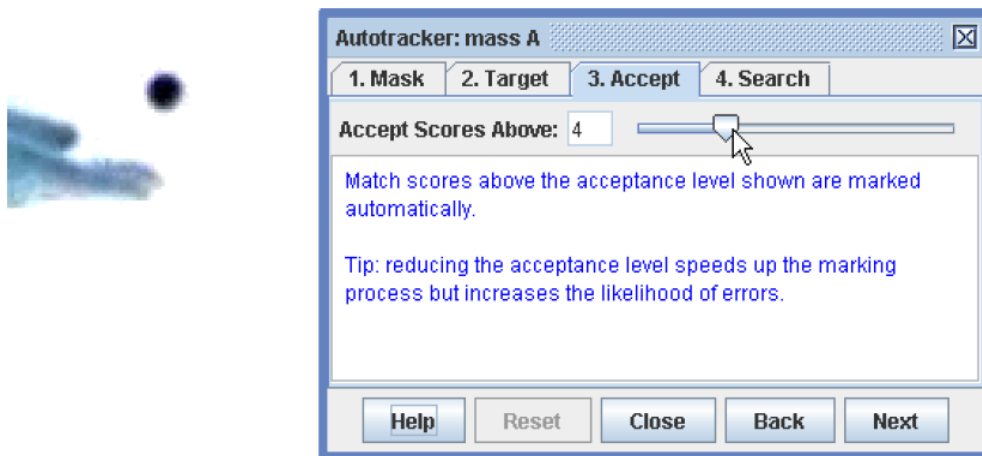 Autotracker: mass A
1. Mask 2. Target 3. Accept 4. Search
Accept Scores Above: 4
Match scores above the acceptance level shown are marked
automatically.
Tip: reducing the acceptance level speeds up the marking
process but increases the likelihood of errors.
Help Reset Close Back Next